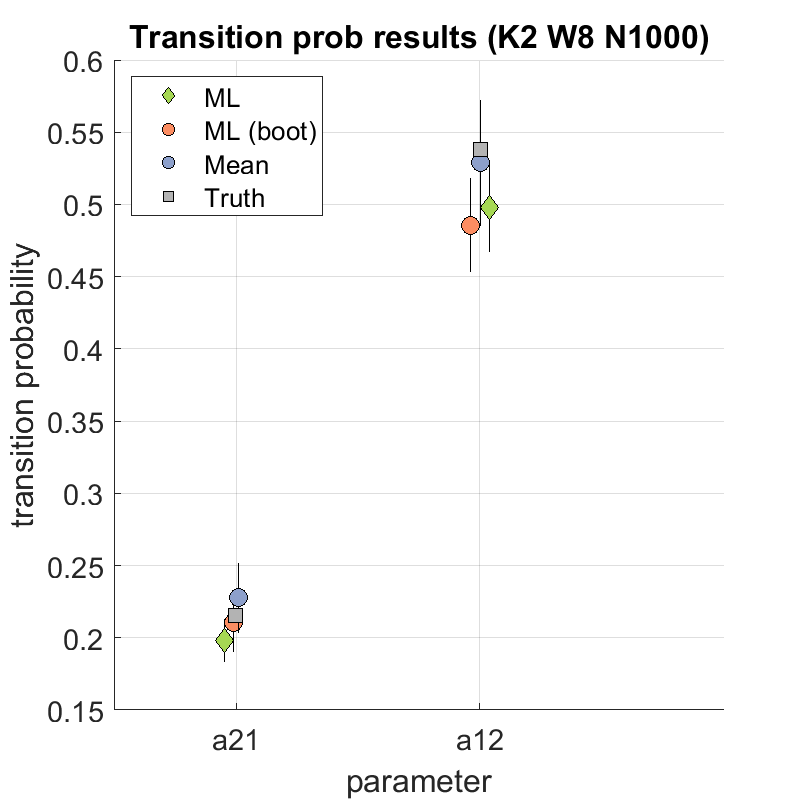 Transition prob results (K2 W8 N1000)
0.6
0.55
0.5
0.45
0.4
0.35
0.3
0.25
0.2
0.15
ML
ML (boot)
Mean
Truth
transition probability
a21
a12
parameter